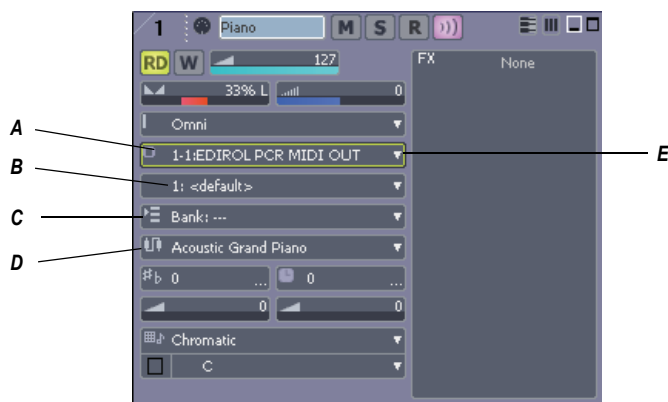 1 Piano M S R
RD W 127 FX None
33% L 0
Omni
A 1-1:EDIROL PCR MIDI OUT E
B 1: <default>
C Bank: ---
D Acoustic Grand Piano
0 ... 0 ...
0 0
Chromatic
C